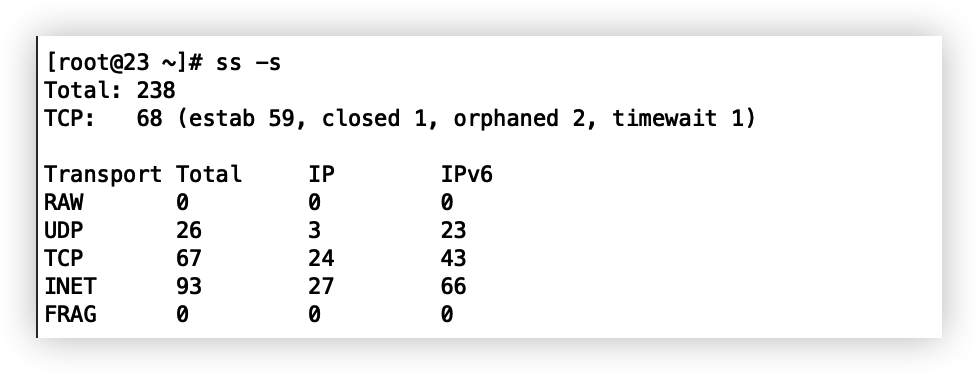 [root@23 ~]# ss -s
Total: 238
TCP:   68 (estab 59, closed 1, orphaned 2, timewait 1)

Transport Total     IP        IPv6
RAW       0         0         0
UDP       26        3         23
TCP       67        24        43
INET      93        27        66
FRAG      0         0         0